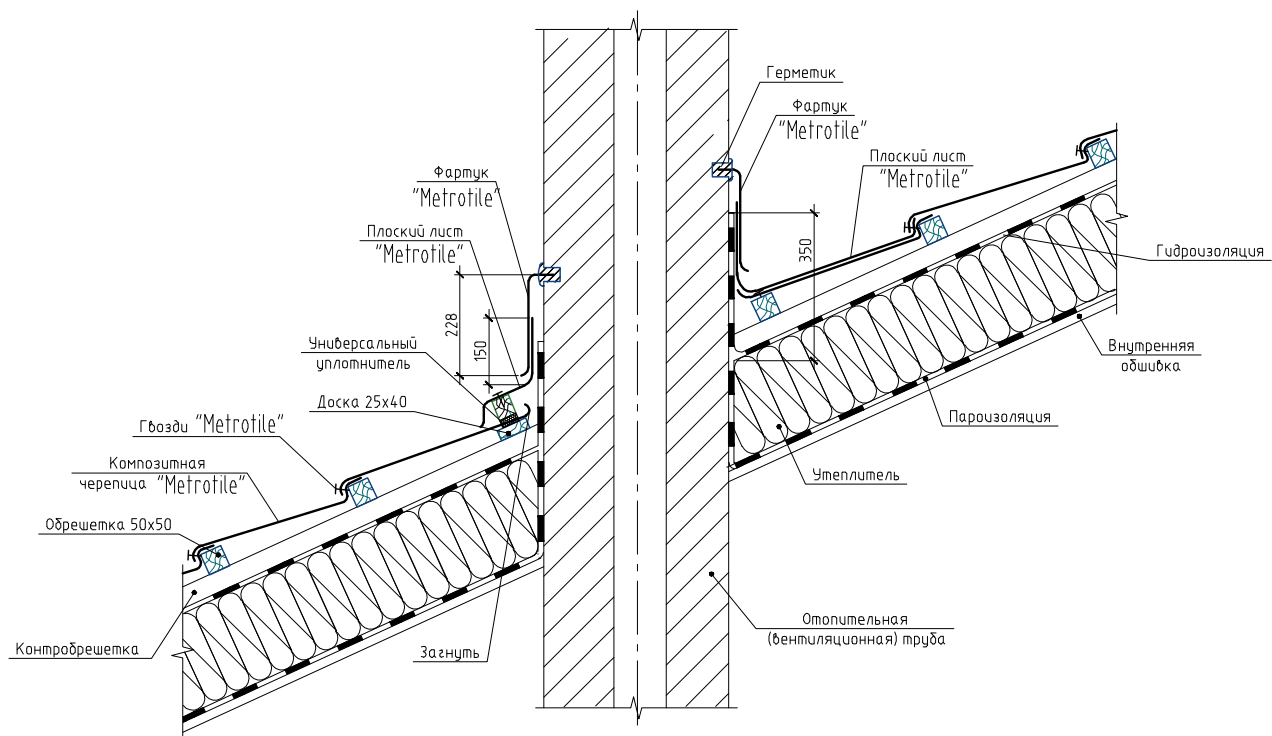 Герметик
Фартук
"Metrotile"
Плоский лист
"Metrotile"
Фартук
"Metrotile"
Плоский лист
"Metrotile"
350
Гидроизоляция
228
150
Универсальный
уплотнитель
Внутренняя
обшивка
Доска 25х40
Пароизоляция
Гвозди "Metrotile"
Композитная
черепица "Metrotile"
Утеплитель
Обрешетка 50х50
Отопительная
(вентиляционная) труба
Контробрешетка
Загнуть